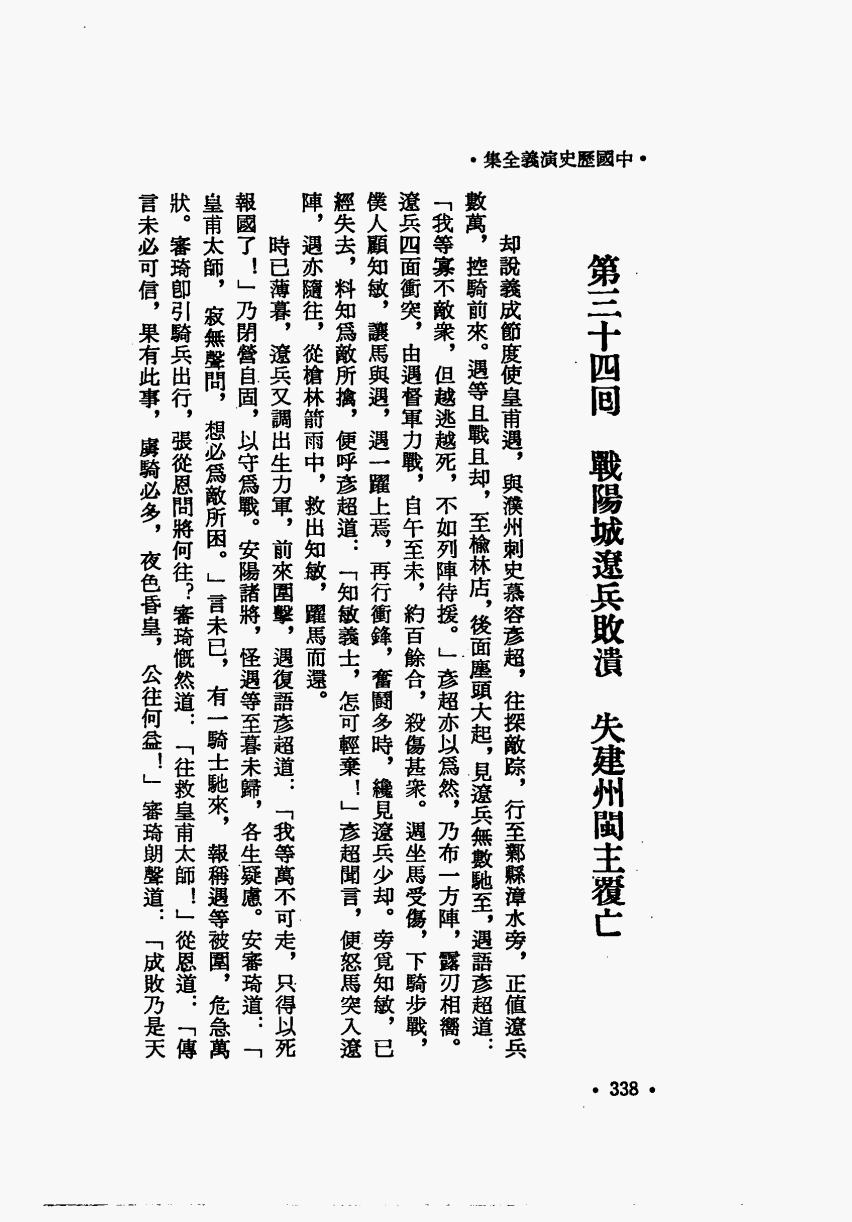 •中國歷史演義全集•
第三十四回　戰陽城遼兵敗潰　失建州閩主覆亡
却說義成節度使皇甫遇，與濮州刺史慕容彥超，往探敵踪，行至鄴縣漳水旁，正值遼兵
數萬，控騎前來。遇等且戰且却，至榆林店，後面塵頭大起，見遼兵無數馳至，遇語彥超道：
「我等寡不敵衆，但越逃越死，不如列陣待援。」彥超亦以爲然，乃布一方陣，露刃相嚮。
遼兵四面衝突，由遇督軍力戰，自午至未，約百餘合，殺傷甚衆。遇坐馬受傷，下騎步戰，
僕人顧知敏，讓馬與遇，遇一躍上焉，再行衝鋒，奮鬭多時，纔見遼兵少却。旁覓知敏，已
經失去，料知爲敵所擒，便呼彥超道：「知敏義士，怎可輕棄！」彥超聞言，便怒馬突入遼
陣，遇亦隨往，從槍林箭雨中，救出知敏，躍馬而還。
時已薄暮，遼兵又調出生力軍，前來圍擊，遇復語彥超道：「我等萬不可走，只得以死
報國了！」乃閉營自固，以守爲戰。安陽諸將，怪遇等至暮未歸，各生疑慮。安審琦道：「
皇甫太師，寂無聲問，想必爲敵所困。」言未已，有一騎士馳來，報稱遇等被圍，危急萬
狀。審琦卽引騎兵出行，張從恩問將何往？審琦慨然道：「往救皇甫太師！」從恩道：「傳
言未必可信，果有此事，虜騎必多，夜色昏皇，公往何益！」審琦朗聲道：「成敗乃是天
• 338 •